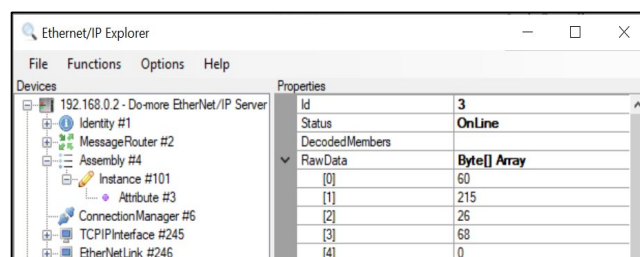 Ethernet/IP Explorer
File Functions Options Help
Devices
192.168.0.2 - Do-more EtherNet/IP Server
Identity #1
MessageRouter #2
Assembly #4
Instance #101
Attribute #3
ConnectionManager #6
TCPIPInterface #245
EtherNetLink #246
Properties
Id 3
Status OnLine
DecodedMembers
RawData Byte[] Array
[0] 60
[1] 215
[2] 26
[3] 68
[4] 0